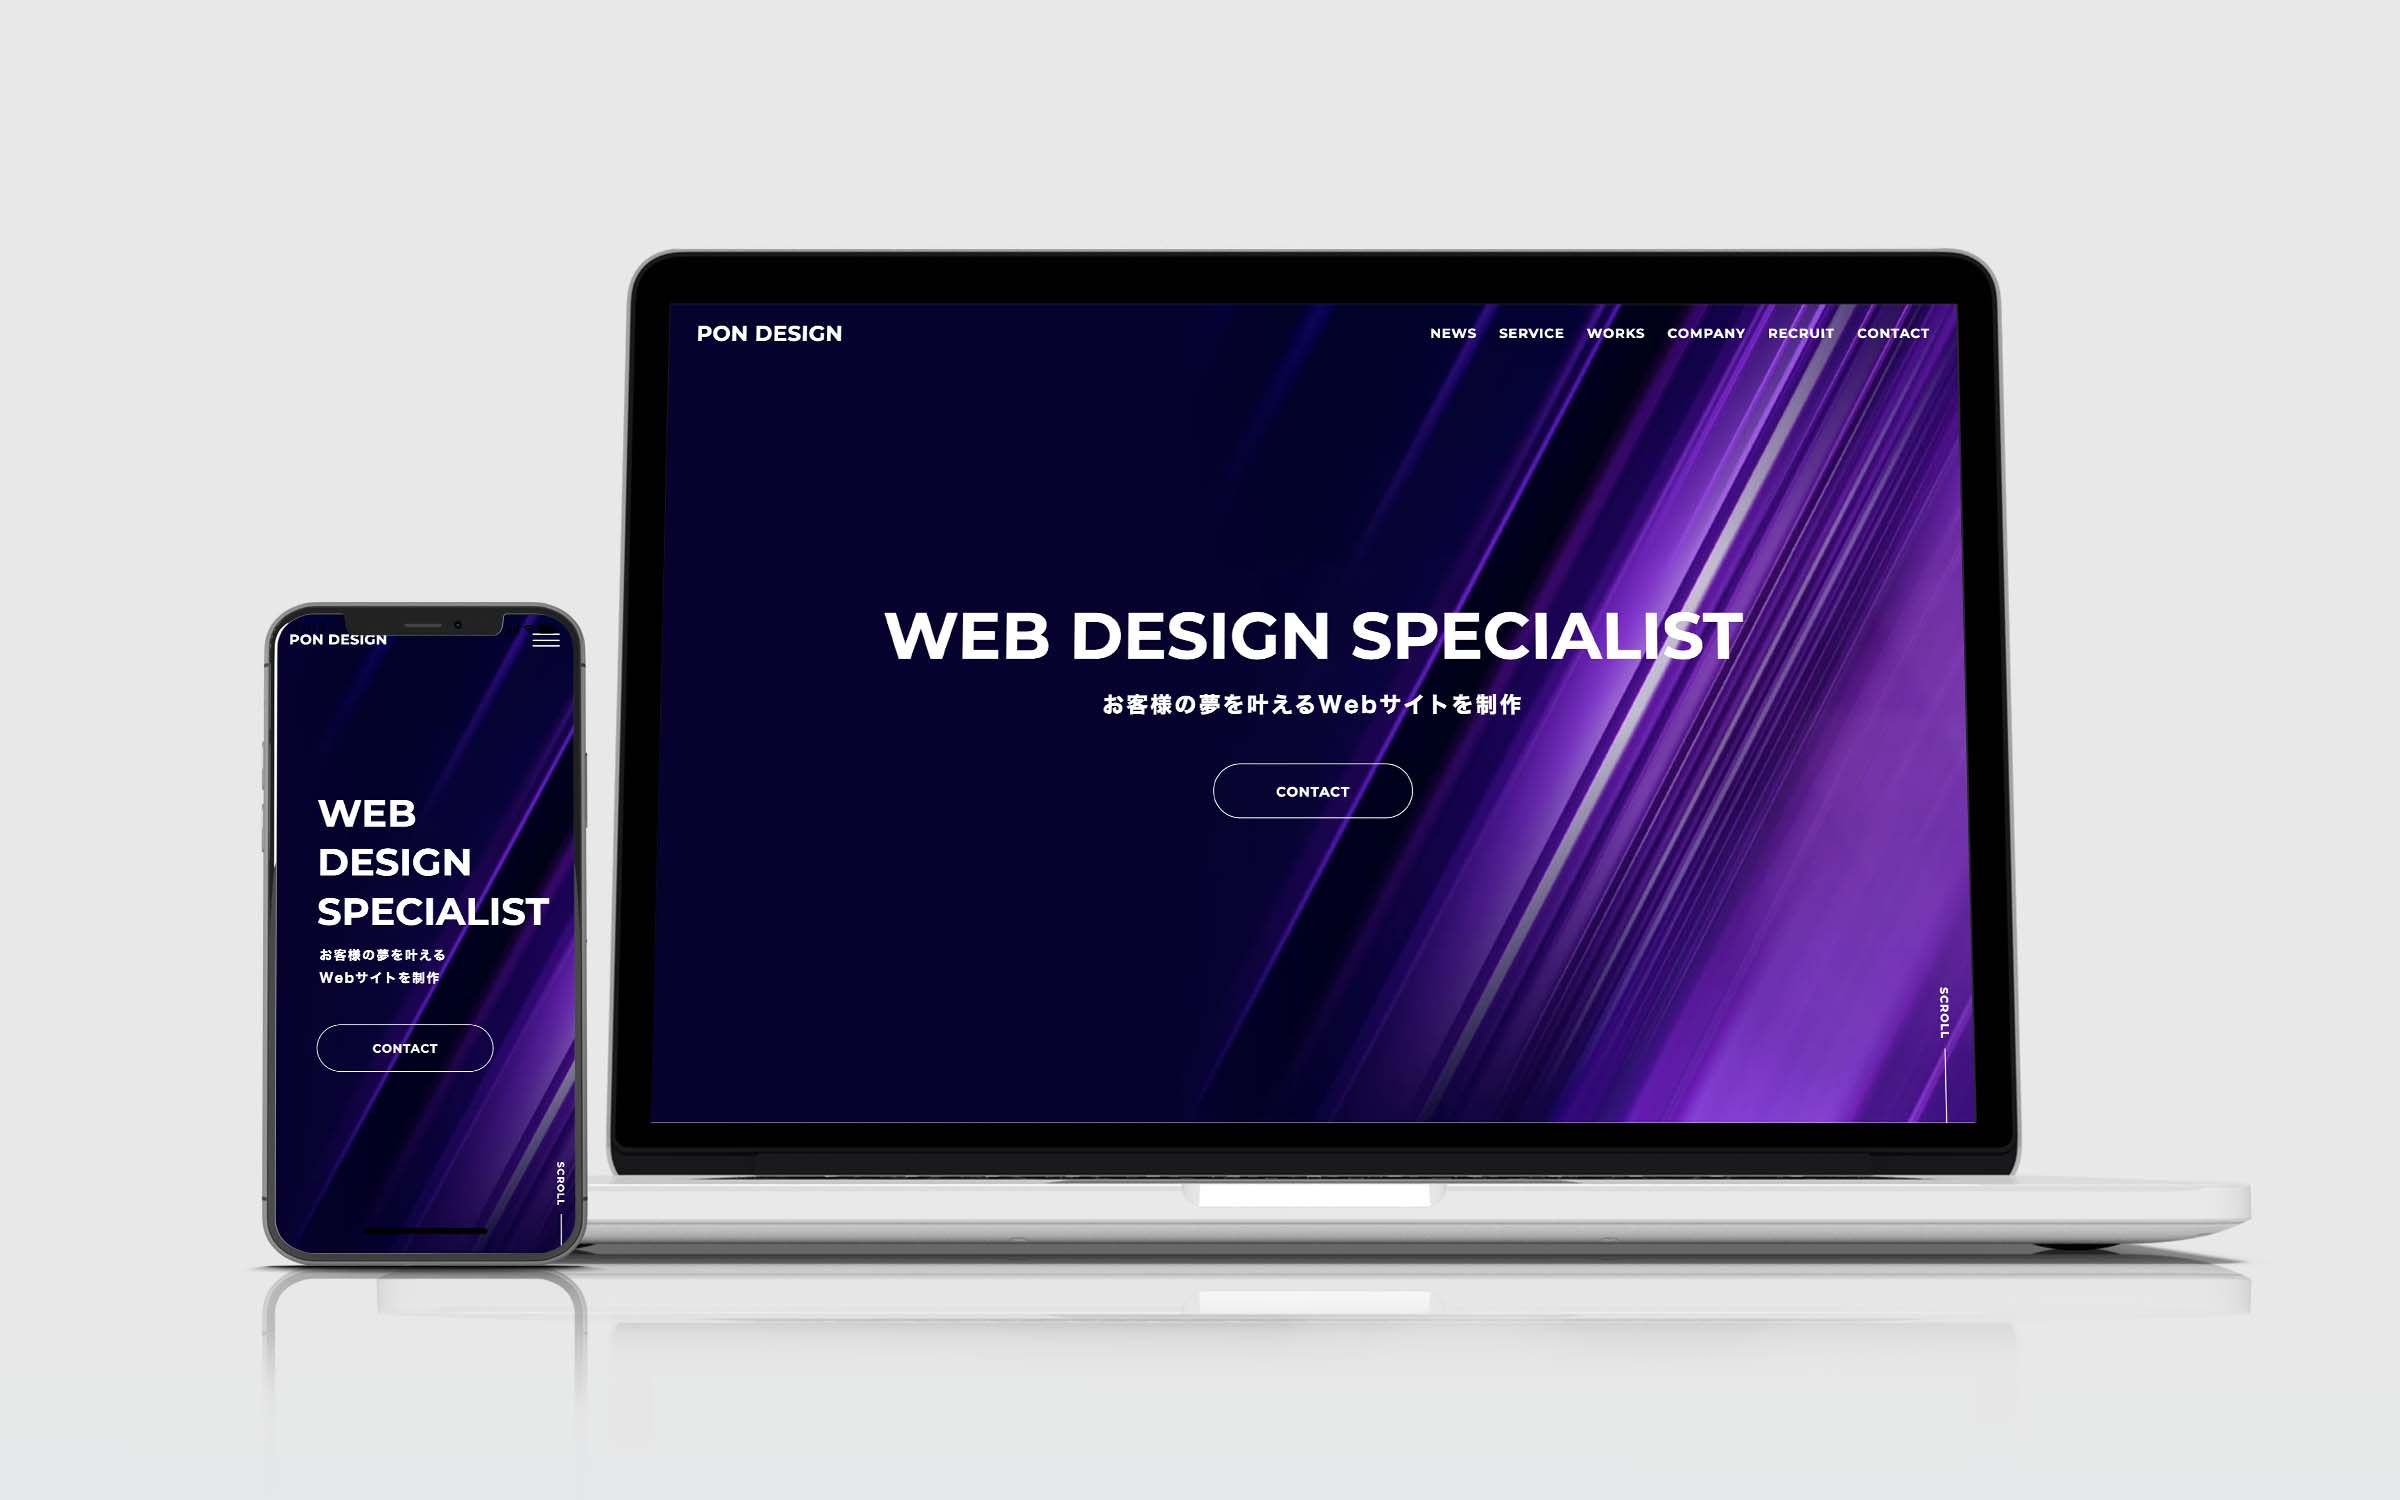 PON DESIGN
NEWS SERVICE WORKS COMPANY RECRUIT CONTACT
WEB DESIGN SPECIALIST
お客様の夢を叶えるWebサイトを制作
CONTACT
SCROLL
PON DESIGN
WEB
DESIGN
SPECIALIST
お客様の夢を叶える
Webサイトを制作
CONTACT
SCROLL